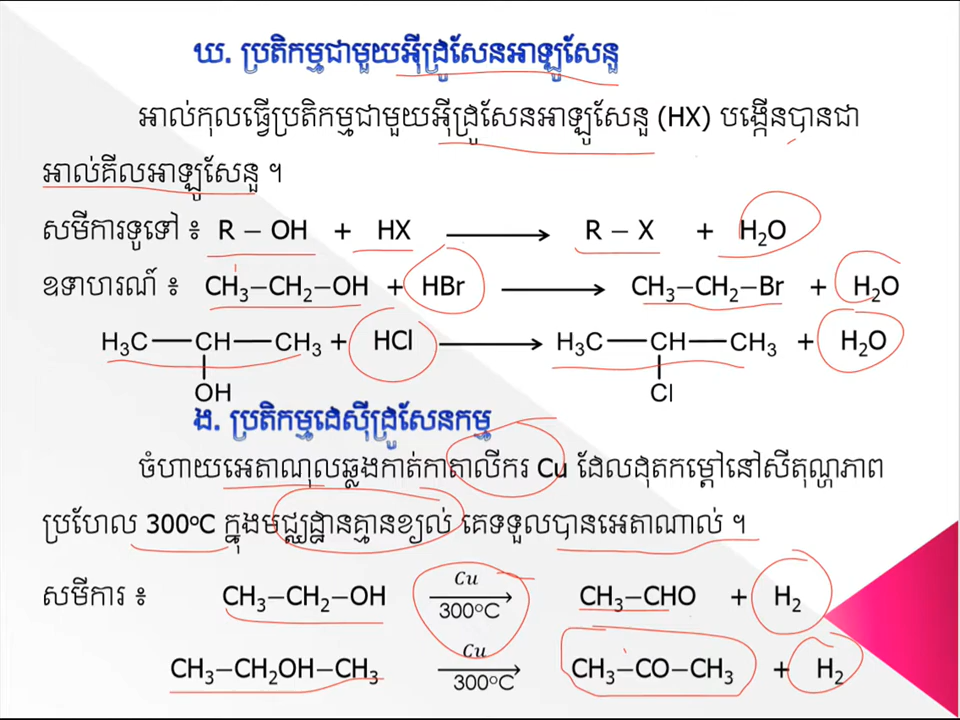 ឃ. ប្រតិកម្មជាមួយអ៊ីដ្រូសែនអាឡូសែនួ
អាល់កុលធ្វើប្រតិកម្មជាមួយអ៊ីដ្រូសែនអាឡូសែនួ (HX) បង្កើនបានជា
អាល់គីលអាឡូសែនួ ។
សមីការទូទៅ ៖ R – OH + HX ⟶ R – X + H₂O
ឧទាហរណ៍ ៖ CH₃–CH₂–OH + HBr ⟶ CH₃–CH₂–Br + H₂O
H₃C — CH — CH₃ + HCl ⟶ H₃C — CH — CH₃ + H₂O
OH Cl
ង. ប្រតិកម្មដេស៊ីដ្រូសែនកម្ម
ចំហាយអេតាណុលឆ្លងកាត់កាតាលីករ Cu ដែលដុតកម្ដៅនៅសីតុណ្ហភាព
ប្រហែល 300°C ក្នុងមជ្ឈដ្ឋានគ្មានខ្យល់ គេទទួលបានអេតាណាល់ ។
សមីការ ៖ CH₃–CH₂–OH Cu 300°C ⟶ CH₃–CHO + H₂
CH₃–CH₂OH–CH₃ Cu 300°C ⟶ CH₃–CO–CH₃ + H₂